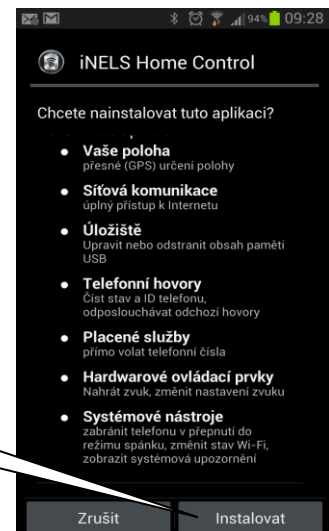 94% 09:28
iNELS Home Control
Chcete nainstalovat tuto aplikaci?
Vaše poloha
přesné (GPS) určení polohy
Síťová komunikace
úplný přístup k Internetu
Úložiště
Upravit nebo odstranit obsah paměti
USB
Telefonní hovory
Číst stav a ID telefonu,
odposlouchávat odchozí hovory
Placené služby
přímo volat telefonní čísla
Hardwarové ovládací prvky
Nahrát zvuk, změnit nastavení zvuku
Systémové nástroje
zabránit telefonu v přepnutí do
režimu spánku, změnit stav Wi-Fi,
zobrazit systémová upozornění
Zrušit Instalovat